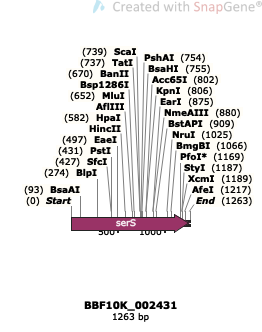 Created with SnapGene®
(739) ScaI
(737) TatI
(670) BanII
Bsp1286I
(652) MluI
AflIII
(582) HpaI
HincII
(497) EaeI
(431) PstI
(427) SfcI
(274) BlpI
(93) BsaAI
(0) Start
PshAI (754)
BsaHI (755)
Acc65I (802)
KpnI (806)
EarI (875)
NmeAIII (880)
BstAPI (909)
NruI (1025)
BmgBI (1066)
PfoI* (1169)
StyI (1187)
XcmI (1189)
AfeI (1217)
End (1263)
serS
500 1000
BBF10K_002431
1263 bp